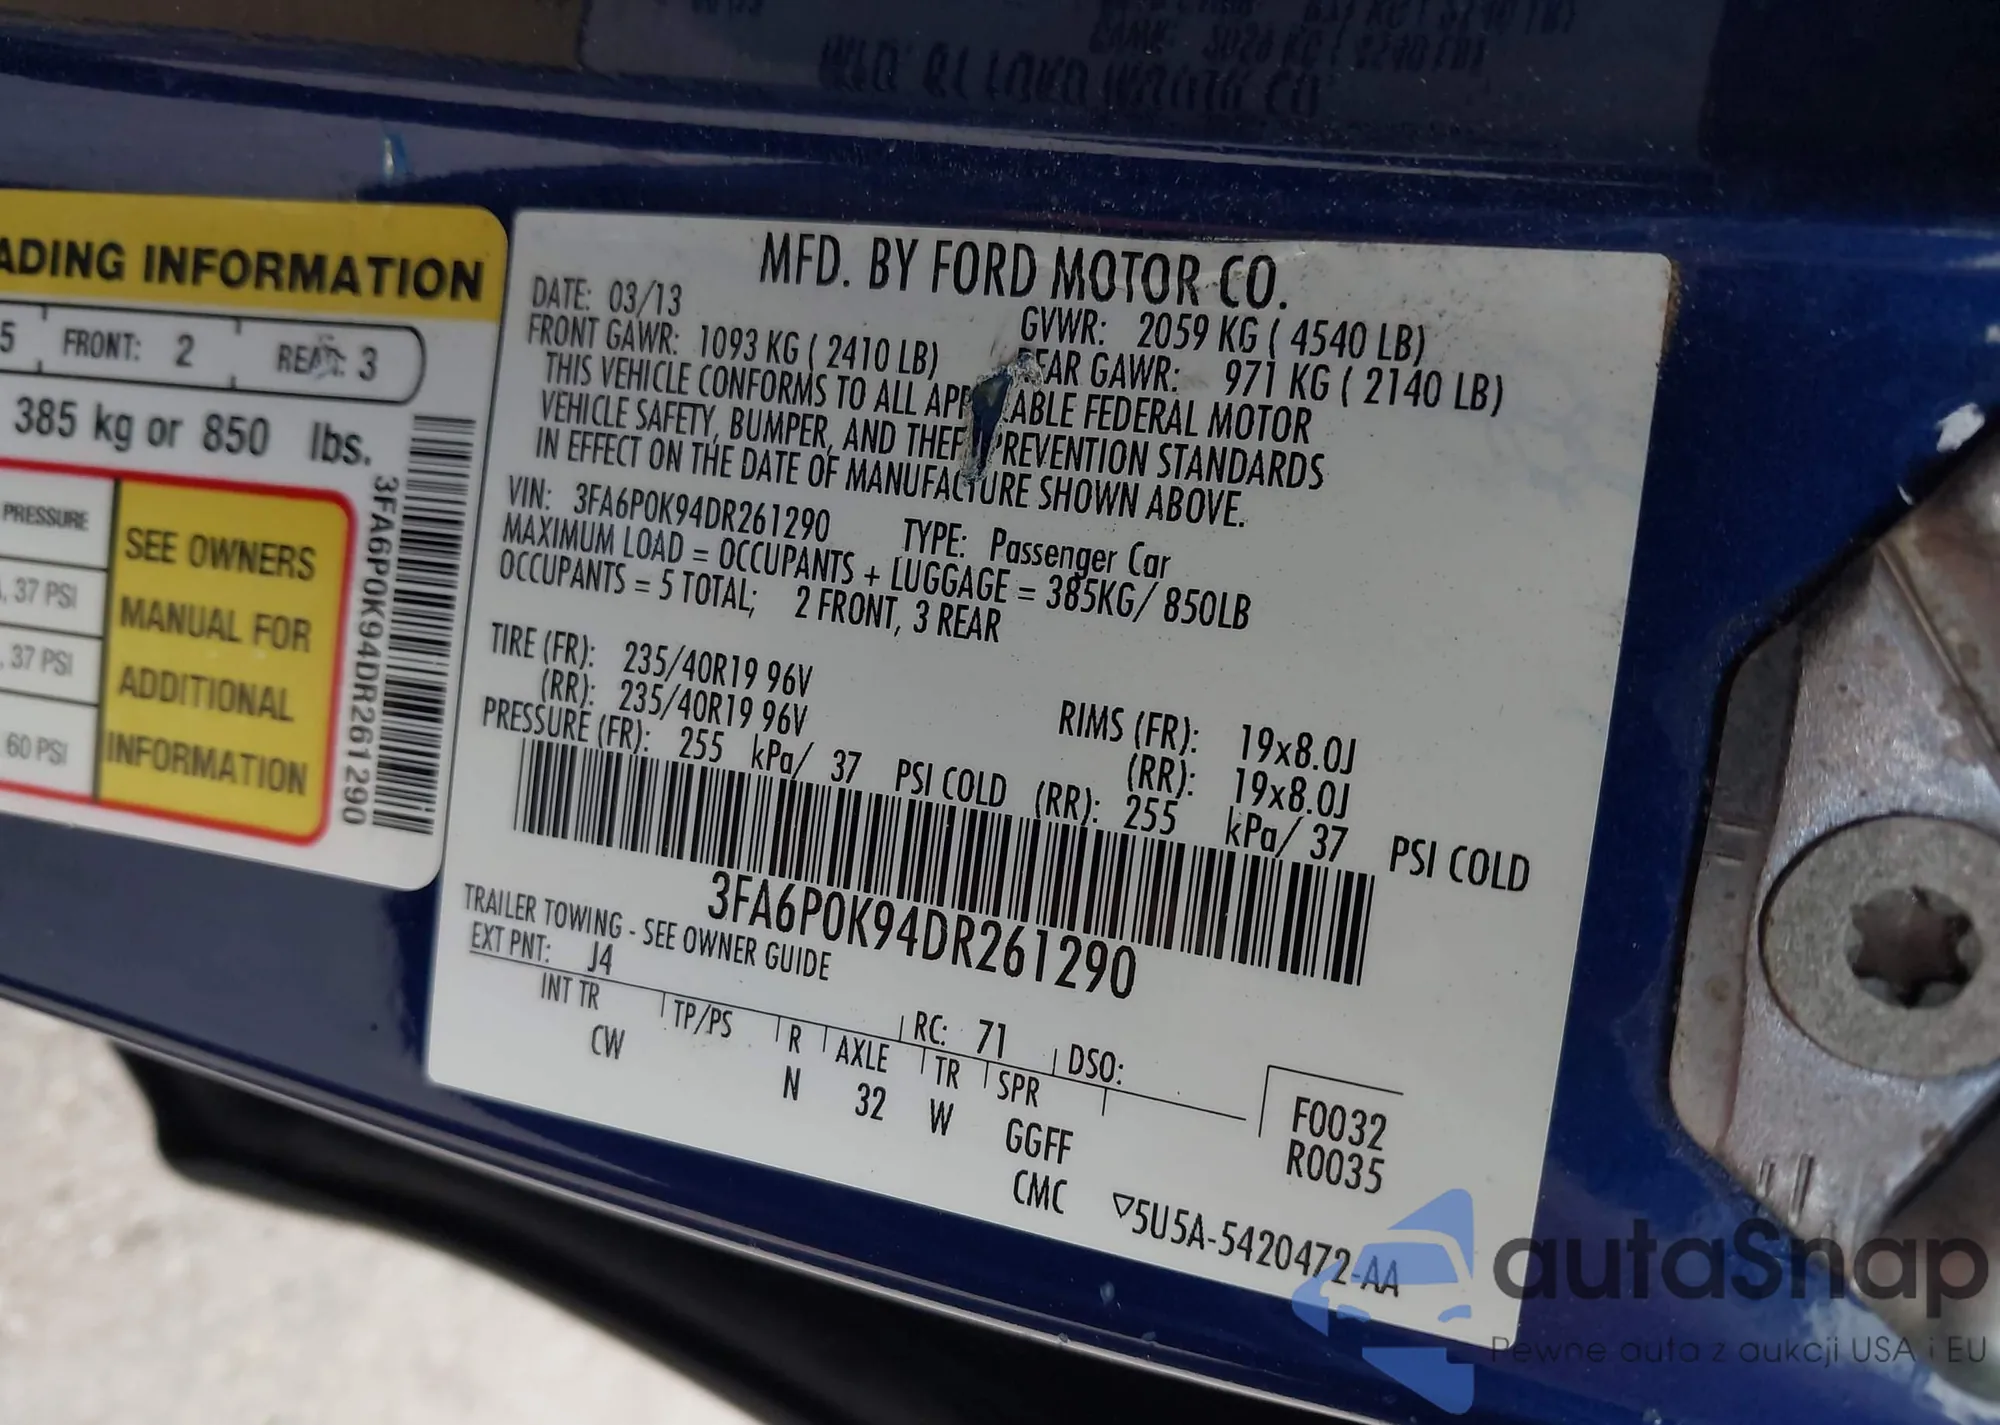 ADING INFORMATION
5 FRONT: 2 REAR: 3
385 kg or 850 lbs.
PRESSURE
, 37 PSI
, 37 PSI
60 PSI
SEE OWNERS
MANUAL FOR
ADDITIONAL
INFORMATION
3FA6P0K94DR261290
MFD. BY FORD MOTOR CO.
DATE: 03/13 GVWR: 2059 KG ( 4540 LB)
FRONT GAWR: 1093 KG ( 2410 LB) REAR GAWR: 971 KG ( 2140 LB)
THIS VEHICLE CONFORMS TO ALL APP ABLE FEDERAL MOTOR
VEHICLE SAFETY, BUMPER, AND THEF PREVENTION STANDARDS
IN EFFECT ON THE DATE OF MANUFACTURE SHOWN ABOVE.
VIN: 3FA6P0K94DR261290 TYPE: Passenger Car
MAXIMUM LOAD = OCCUPANTS + LUGGAGE = 385KG/ 850LB
OCCUPANTS = 5 TOTAL; 2 FRONT, 3 REAR
TIRE (FR): 235/40R19 96V RIMS (FR): 19x8.0J
(RR): 235/40R19 96V (RR): 19x8.0J
PRESSURE (FR): 255 kPa/ 37 PSI COLD (RR): 255 kPa/ 37 PSI COLD
3FA6P0K94DR261290
TRAILER TOWING - SEE OWNER GUIDE
EXT PNT: J4 RC: 71 DSO:
INT TR TP/PS R AXLE TR SPR F0032
CW N 32 W GGFF R0035
CMC ▽5U5A-5420472-AA
autaSnap
Pewne auta z aukcji USA i EU